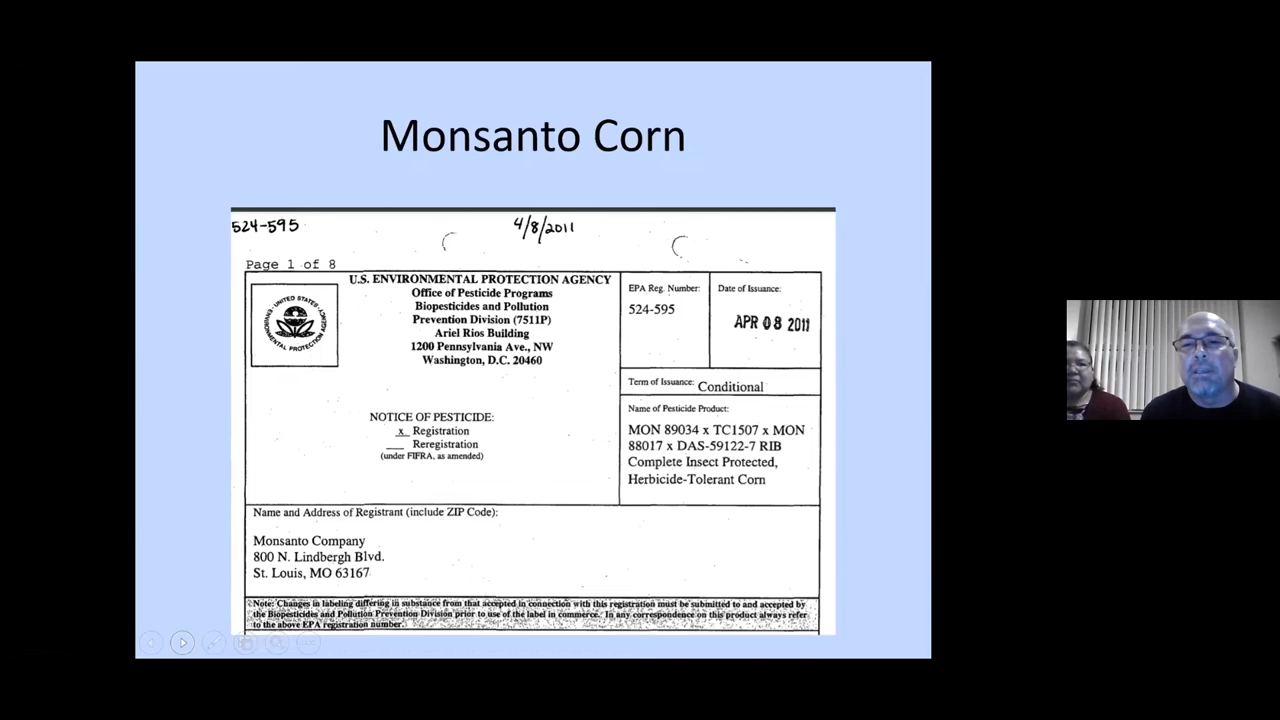 Monsanto Corn
524-595
4/8/2011
Page 1 of 8
U.S. ENVIRONMENTAL PROTECTION AGENCY
Office of Pesticide Programs
Biopesticides and Pollution
Prevention Division (7511P)
Ariel Rios Building
1200 Pennsylvania Ave., NW
Washington, D.C. 20460
UNITED STATES
ENVIRONMENTAL PROTECTION AGENCY
EPA Reg. Number:
524-595
Date of Issuance:
APR 08 2011
Term of Issuance: Conditional
NOTICE OF PESTICIDE:
x Registration
Reregistration
(under FIFRA, as amended)
Name of Pesticide Product:
MON 89034 x TC1507 x MON
88017 x DAS-59122-7 RIB
Complete Insect Protected,
Herbicide-Tolerant Corn
Name and Address of Registrant (include ZIP Code):
Monsanto Company
800 N. Lindbergh Blvd.
St. Louis, MO 63167
Note: Changes in labeling differing in substance from that accepted in connection with this registration must be submitted to and accepted by
the Biopesticides and Pollution Prevention Division prior to use of the label in commerce. In any correspondence on this product always refer
to the above EPA registration number.